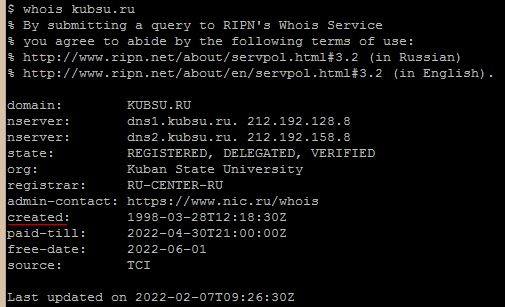 $ whois kubsu.ru
% By submitting a query to RIPN's Whois Service
% you agree to abide by the following terms of use:
% http://www.ripn.net/about/servpol.html#3.2 (in Russian)
% http://www.ripn.net/about/en/servpol.html#3.2 (in English).

domain:        KUBSU.RU
nserver:       dns1.kubsu.ru. 212.192.128.8
nserver:       dns2.kubsu.ru. 212.192.158.8
state:         REGISTERED, DELEGATED, VERIFIED
org:           Kuban State University
registrar:     RU-CENTER-RU
admin-contact: https://www.nic.ru/whois
created:       1998-03-28T12:18:30Z
paid-till:     2022-04-30T21:00:00Z
free-date:     2022-06-01
source:        TCI

Last updated on 2022-02-07T09:26:30Z